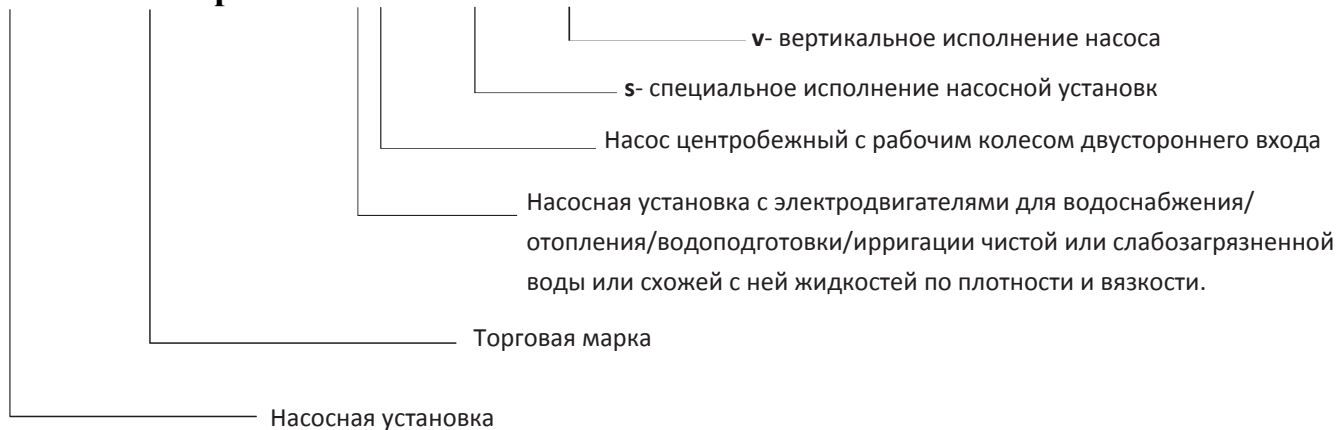 v- вертикальное исполнение насоса
s- специальное исполнение насосной установк
Насос центробежный с рабочим колесом двустороннего входа
Насосная установка с электродвигателями для водоснабжения/
отопления/водоподготовки/ирригации чистой или слабозагрязненной
воды или схожей с ней жидкостей по плотности и вязкости.
Торговая марка
Насосная установка